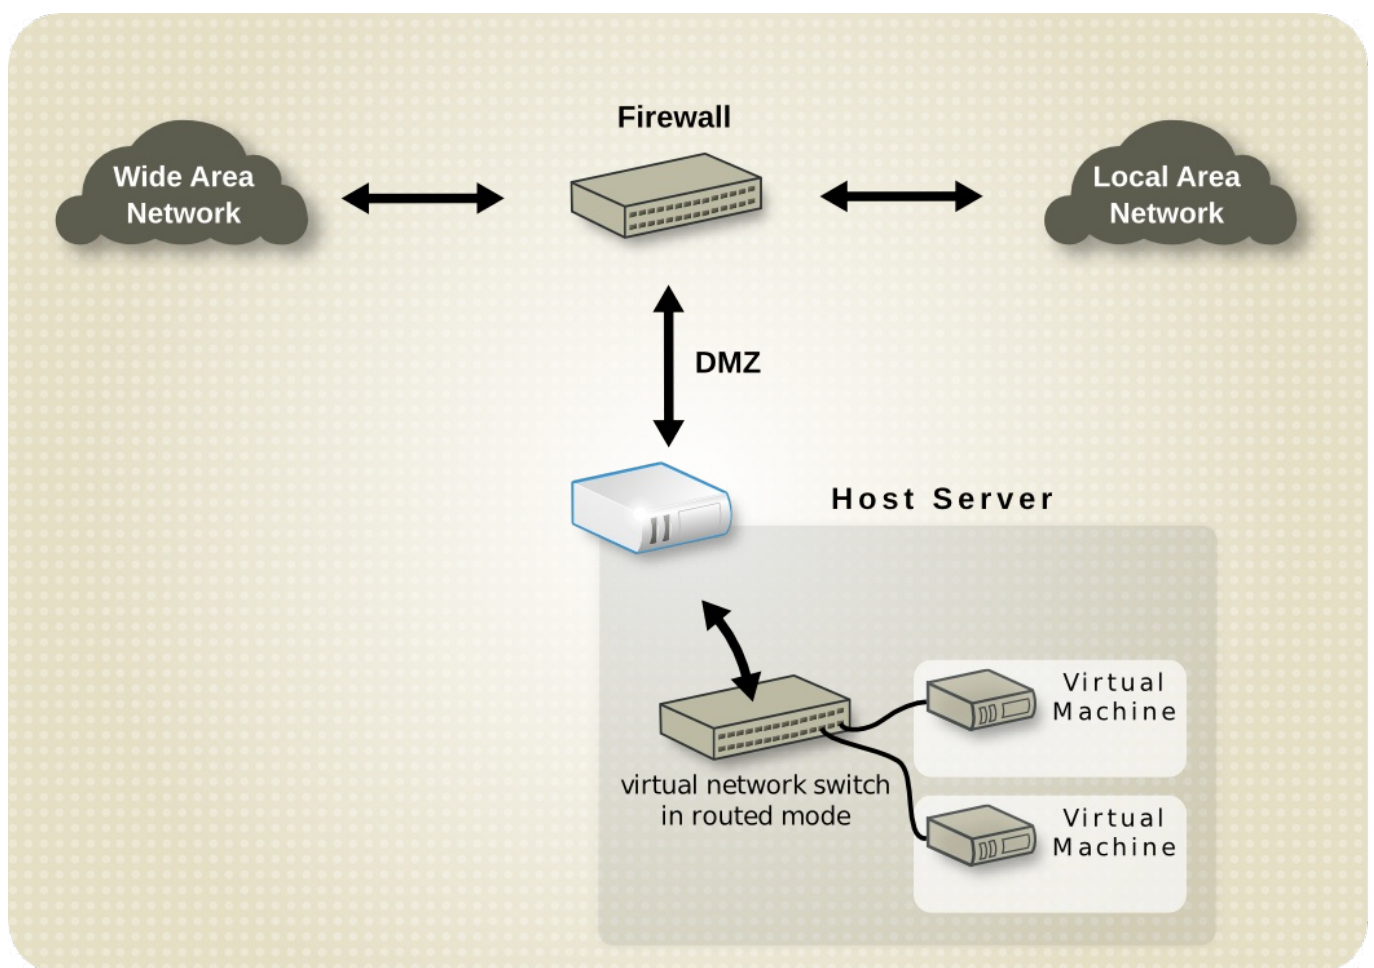 Firewall
Wide Area
Network
Local Area
Network
DMZ
Host Server
Virtual
Machine
virtual network switch
in routed mode
Virtual
Machine